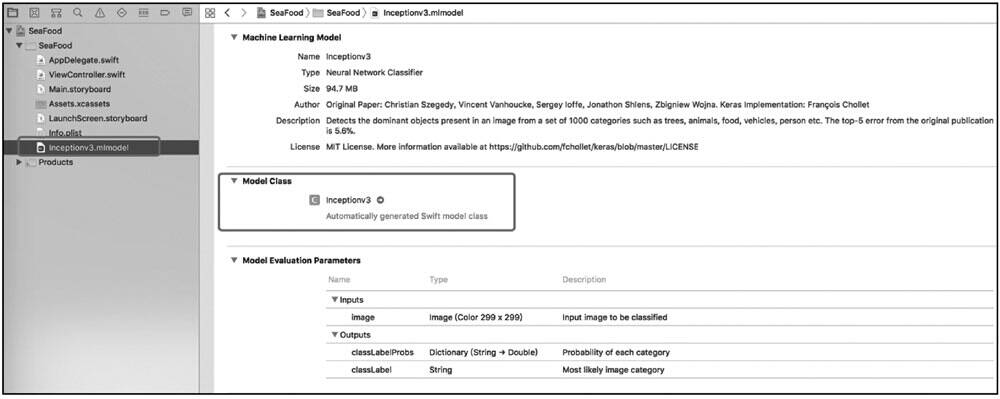 SeaFood
SeaFood
AppDelegate.swift
ViewController.swift
Main.storyboard
Assets.xcassets
LaunchScreen.storyboard
Info.plist
Inceptionv3.mlmodel
Products
SeaFood SeaFood Inceptionv3.mlmodel
Machine Learning Model
Name Inceptionv3
Type Neural Network Classifier
Size 94.7 MB
Author Original Paper: Christian Szegedy, Vincent Vanhoucke, Sergey Ioffe, Jonathon Shlens, Zbigniew Wojna. Keras Implementation: François Chollet
Description Detects the dominant objects present in an image from a set of 1000 categories such as trees, animals, food, vehicles, person etc. The top-5 error from the original publication
is 5.6%.
License MIT License. More information available at https://github.com/fchollet/keras/blob/master/LICENSE
Model Class
C Inceptionv3
Automatically generated Swift model class
Model Evaluation Parameters
Name Type Description
Inputs
image Image (Color 299 x 299) Input image to be classified
Outputs
classLabelProbs Dictionary (String → Double) Probability of each category
classLabel String Most likely image category